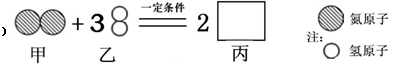 ) + 3 一定条件 2
甲 乙 丙
注: 氮原子
氢原子